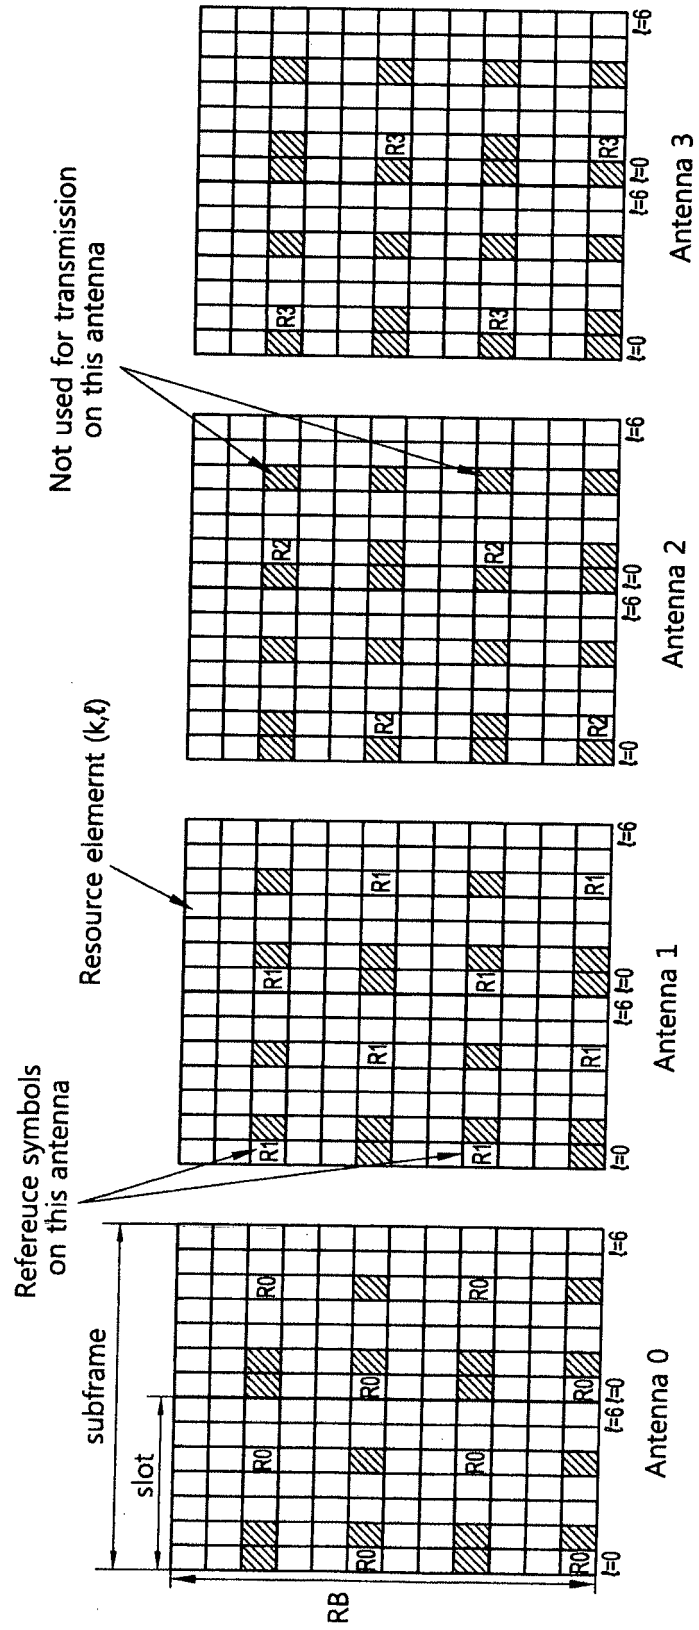 Refereuce symbols
on this antenna
Resource elemernt (k,ℓ)
Not used for transmission
on this antenna
subframe
slot
RB
R0 R0
R0 R0
R0 R0
R0 R0
ℓ=0 ℓ=6 ℓ=0 ℓ=6
Antenna 0
R1 R1
R1 R1
R1 R1
R1 R1
ℓ=0 ℓ=6 ℓ=0 ℓ=6
Antenna 1
R2
R2
R2
R2
ℓ=0 ℓ=6 ℓ=0 ℓ=6
Antenna 2
R3
R3
R3
R3
ℓ=0 ℓ=6 ℓ=0 ℓ=6
Antenna 3